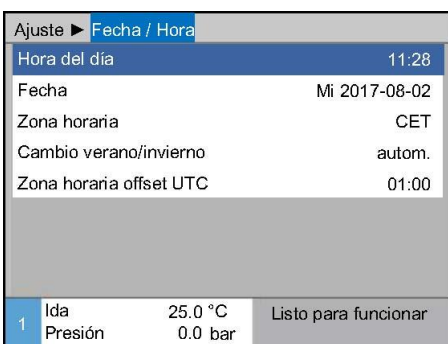 Ajuste ► Fecha / Hora
Hora del día 11:28
Fecha Mi 2017-08-02
Zona horaria CET
Cambio verano/invierno autom.
Zona horaria offset UTC 01:00
1 Ida 25.0 °C Listo para funcionar
Presión 0.0 bar